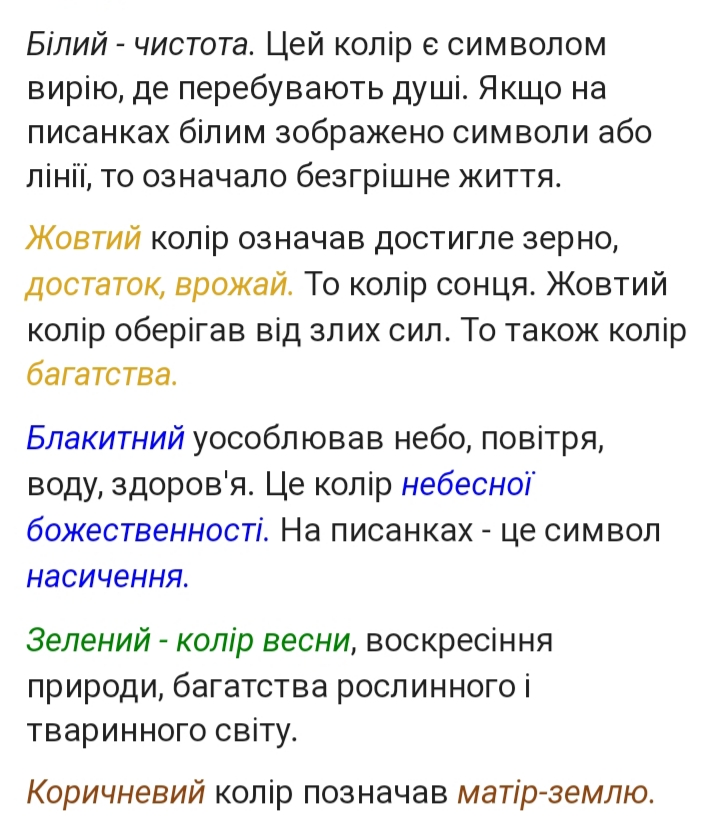 Білий - чистота. Цей колір є символом
вирію, де перебувають душі. Якщо на
писанках білим зображено символи або
лінії, то означало безгрішне життя.
Жовтий колір означав достигле зерно,
достаток, врожай. То колір сонця. Жовтий
колір оберігав від злих сил. То також колір
багатства.
Блакитний уособлював небо, повітря,
воду, здоров'я. Це колір небесної
божественності. На писанках - це символ
насичення.
Зелений - колір весни, воскресіння
природи, багатства рослинного і
тваринного світу.
Коричневий колір позначав матір-землю.